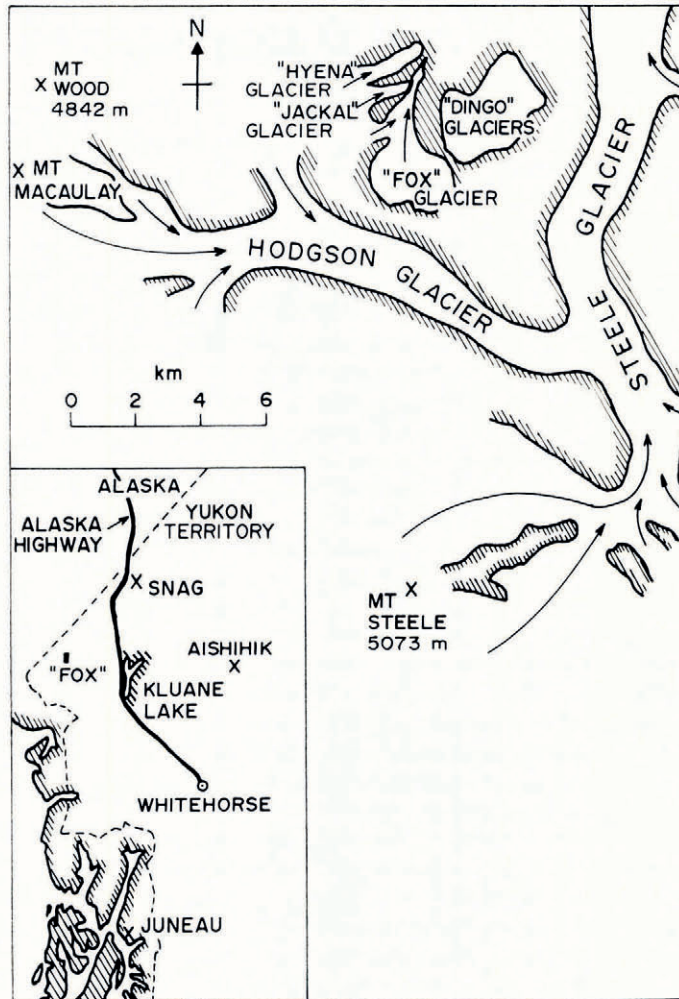 N
X MT
WOOD
4842 m
X MT
MACAULAY
"HYENA"
GLACIER
"JACKAL"
GLACIER
"DINGO"
GLACIERS
"FOX"
GLACIER
HODGSON GLACIER
STEELE GLACIER
km
0 2 4 6
MT X
STEELE
5073 m
ALASKA
YUKON
TERRITORY
ALASKA
HIGHWAY
X SNAG
"FOX"
AISHIHIK
X
KLUANE
LAKE
WHITEHORSE
X JUNEAU